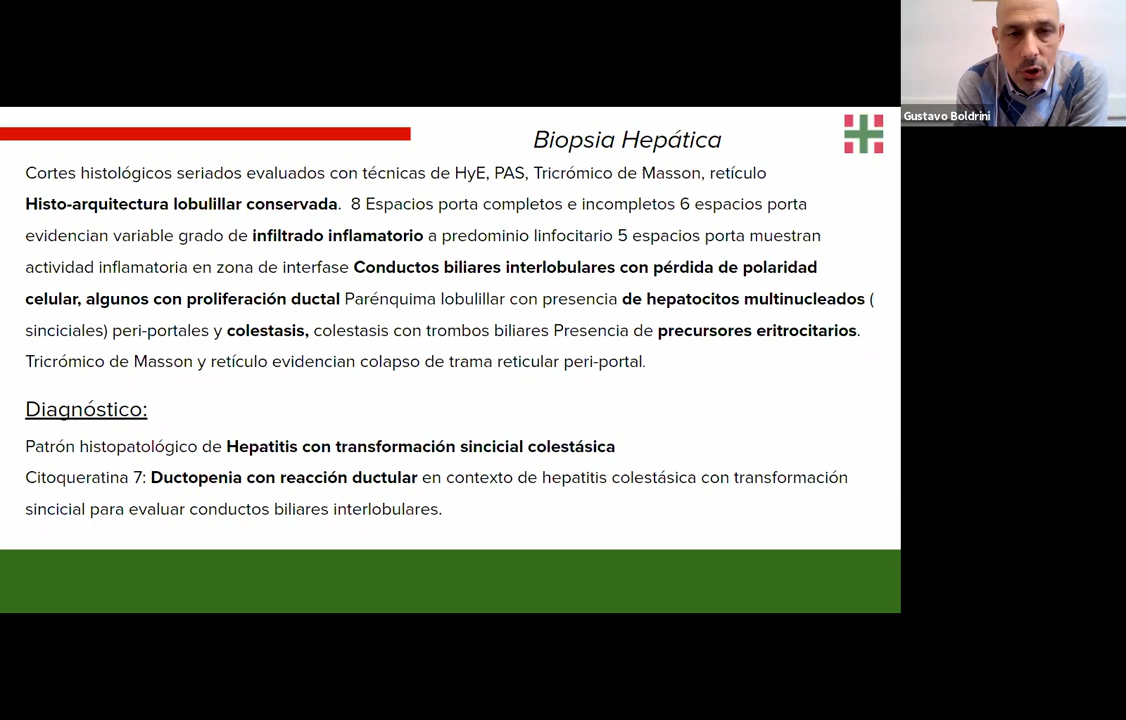 Gustavo Boldrini
Biopsia Hepática
Cortes histológicos seriados evaluados con técnicas de HyE, PAS, Tricrómico de Masson, retículo
Histo-arquitectura lobulillar conservada.  8 Espacios porta completos e incompletos 6 espacios porta
evidencian variable grado de infiltrado inflamatorio a predominio linfocitario 5 espacios porta muestran
actividad inflamatoria en zona de interfase Conductos biliares interlobulares con pérdida de polaridad
celular, algunos con proliferación ductal Parénquima lobulillar con presencia de hepatocitos multinucleados (
sinciciales) peri-portales y colestasis, colestasis con trombos biliares Presencia de precursores eritrocitarios.
Tricrómico de Masson y retículo evidencian colapso de trama reticular peri-portal.
Diagnóstico:
Patrón histopatológico de Hepatitis con transformación sincicial colestásica
Citoqueratina 7: Ductopenia con reacción ductular en contexto de hepatitis colestásica con transformación
sincicial para evaluar conductos biliares interlobulares.